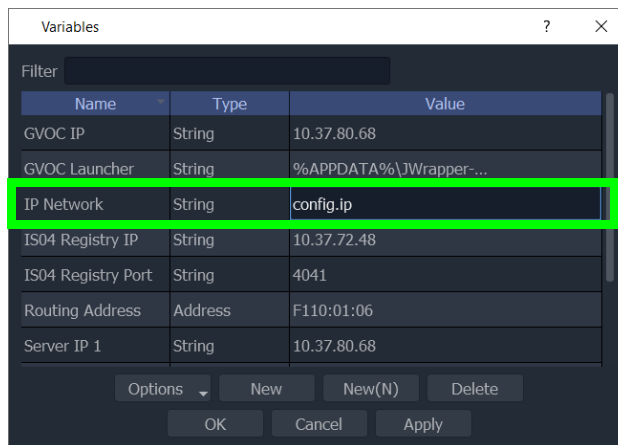 Variables ?
Filter
Name Type Value
GVOC IP String 10.37.80.68
GVOC Launcher String %APPDATA%\JWrapper-...
IP Network String config.ip
IS04 Registry IP String 10.37.72.48
IS04 Registry Port String 4041
Routing Address Address F110:01:06
Server IP 1 String 10.37.80.68
Options New New(N) Delete
OK Cancel Apply